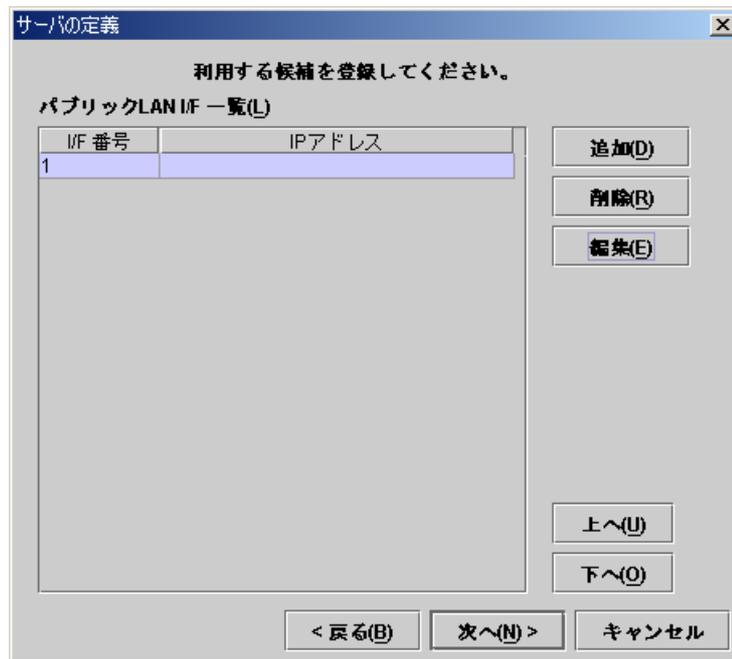 サーバの定義
利用する候補を登録してください。
パブリックLAN I/F 一覧(L)
I/F 番号 IPアドレス
1
追加(D)
削除(R)
編集(E)
上へ(U)
下へ(O)
< 戻る(B) 次へ(N) > キャンセル